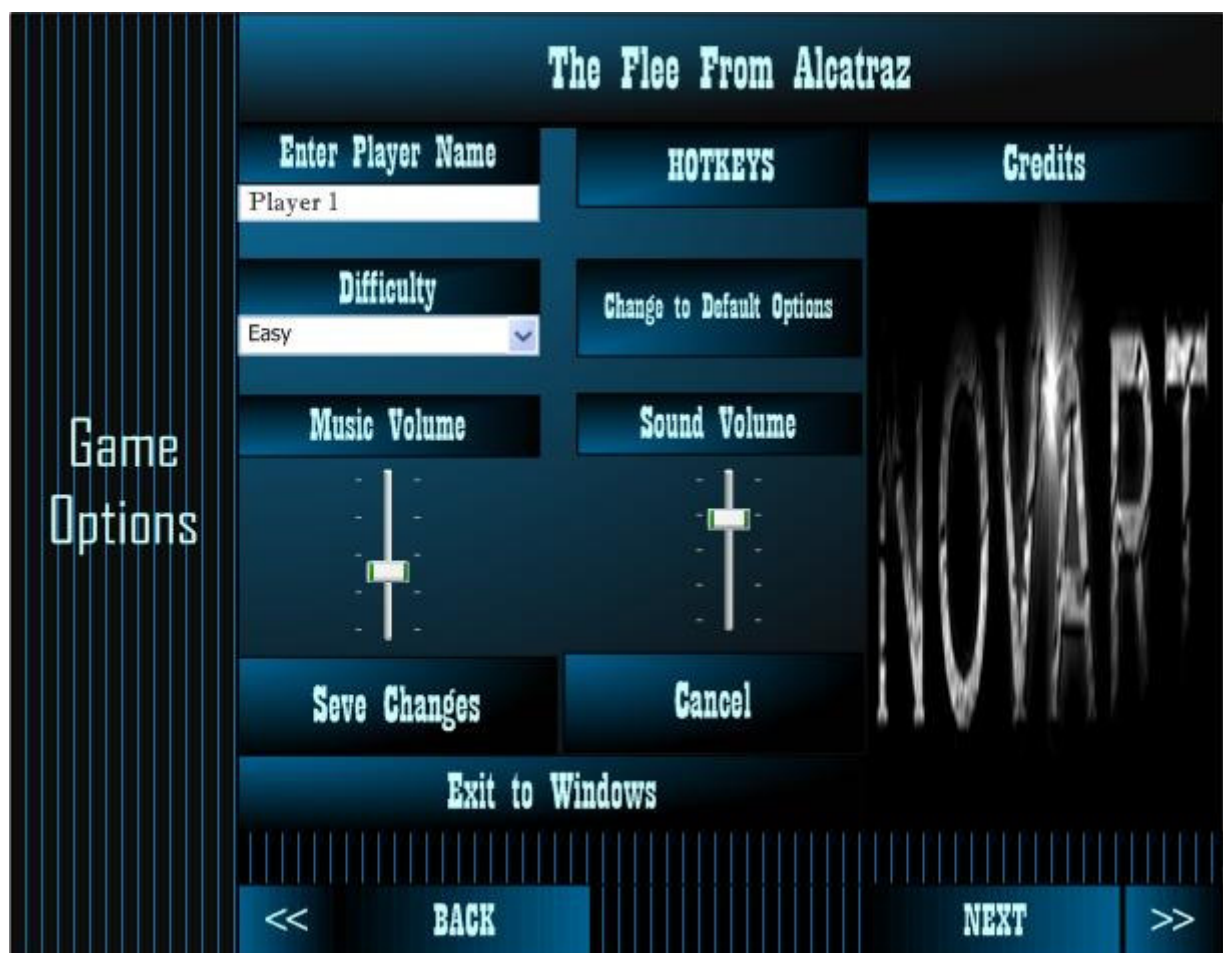 The Flee From Alcatraz
Enter Player Name
HOTKEYS
Credits
Player 1
Difficulty
Change to Default Options
Easy
Music Volume
Sound Volume
Game
Options
NOVART
Seve Changes
Cancel
Exit to Windows
<< BACK
NEXT >>